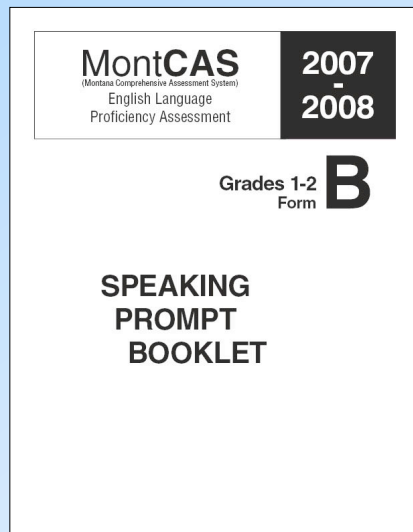 MontCAS
(Montana Comprehensive Assessment System)
English Language
Proficiency Assessment
2007
-
2008
Grades 1-2
Form
B
SPEAKING
PROMPT
BOOKLET